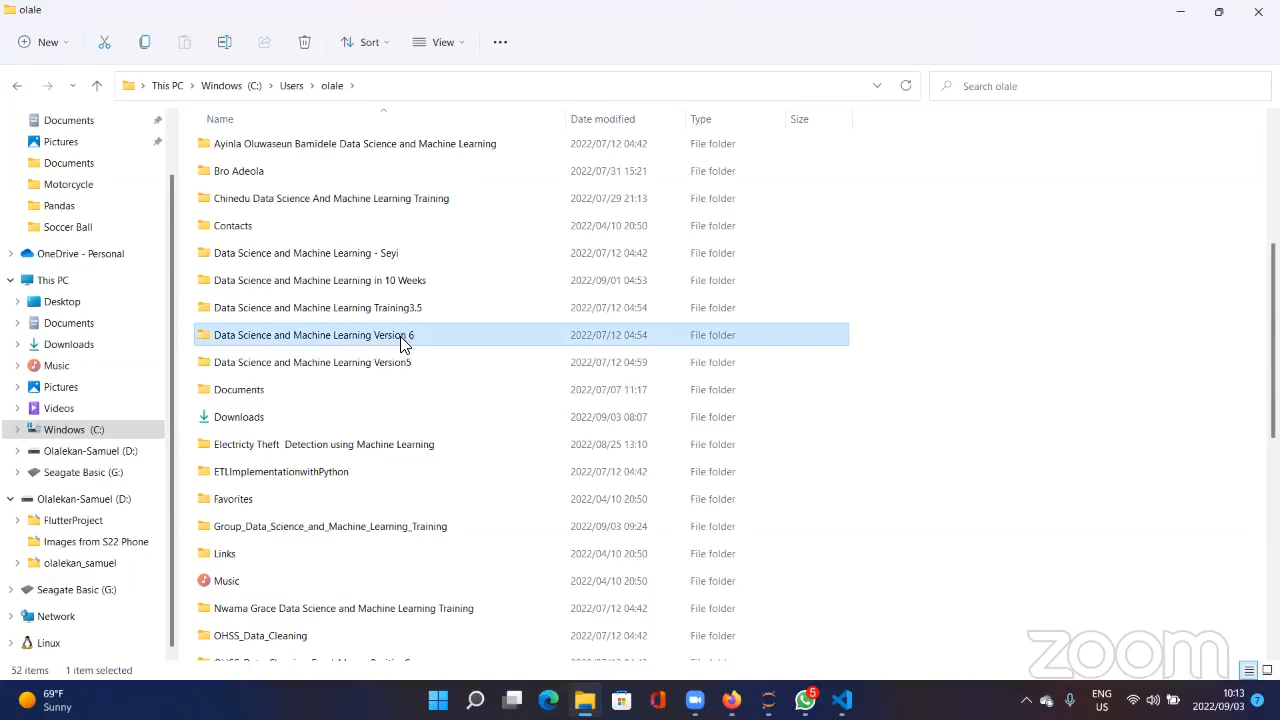 olale
New
Sort
View
This PC > Windows (C:) > Users > olale >
Search olale
Name
Date modified
Type
Size
Documents
Pictures
Documents
Motorcycle
Pandas
Soccer Ball
OneDrive - Personal
This PC
Desktop
Documents
Downloads
Music
Pictures
Videos
Windows (C:)
Olalekan-Samuel (D:)
Seagate Basic (G:)
Olalekan-Samuel (D:)
FlutterProject
Images from S22 Phone
olalekan_samuel
Seagate Basic (G:)
Network
Linux
Ayinla Oluwaseun Bamidele Data Science and Machine Learning 2022/07/12 04:42 File folder
Bro Adeola 2022/07/31 15:21 File folder
Chinedu Data Science And Machine Learning Training 2022/07/29 21:13 File folder
Contacts 2022/04/10 20:50 File folder
Data Science and Machine Learning - Seyi 2022/07/12 04:42 File folder
Data Science and Machine Learning in 10 Weeks 2022/09/01 04:53 File folder
Data Science and Machine Learning Training3.5 2022/07/12 04:54 File folder
Data Science and Machine Learning Version 6 2022/07/12 04:54 File folder
Data Science and Machine Learning Version5 2022/07/12 04:59 File folder
Documents 2022/07/07 11:17 File folder
Downloads 2022/09/03 08:07 File folder
Electricty Theft Detection using Machine Learning 2022/08/25 13:10 File folder
ETLImplementationwithPython 2022/07/12 04:42 File folder
Favorites 2022/04/10 20:50 File folder
Group_Data_Science_and_Machine_Learning_Training 2022/09/03 09:24 File folder
Links 2022/04/10 20:50 File folder
Music 2022/04/10 20:50 File folder
Nwama Grace Data Science and Machine Learning Training 2022/07/12 04:42 File folder
OHSS_Data_Cleaning 2022/07/12 04:42 File folder
52 items 1 item selected
zoom
69°F
Sunny
5
ENG
US
10:13
2022/09/03
7